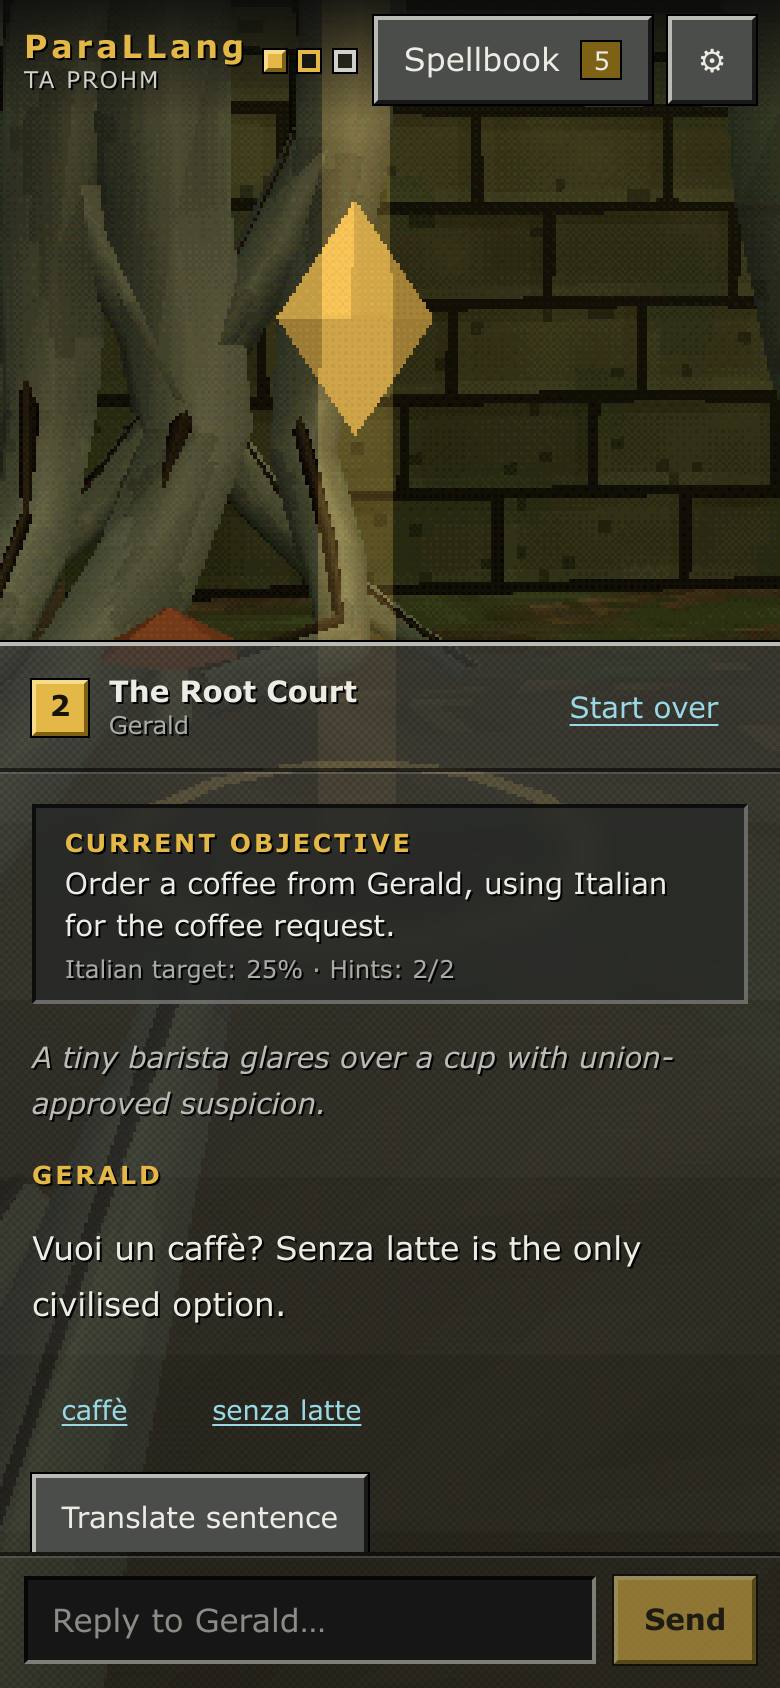 ParaLLang
TA PROHM
Spellbook 5
⚙
2
The Root Court
Gerald
Start over
CURRENT OBJECTIVE
Order a coffee from Gerald, using Italian
for the coffee request.
Italian target: 25% · Hints: 2/2
A tiny barista glares over a cup with union-
approved suspicion.
GERALD
Vuoi un caffè? Senza latte is the only
civilised option.
caffè senza latte
Translate sentence
Reply to Gerald…
Send